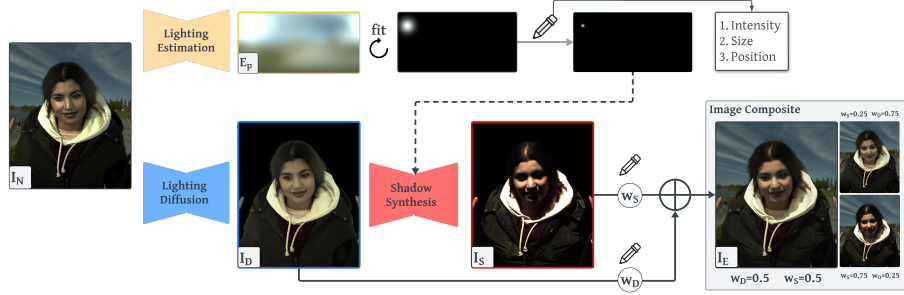 Lighting
Estimation
E_p
fit
1. Intensity
2. Size
3. Position
I_N
Lighting
Diffusion
I_D
Shadow
Synthesis
I_S
w_S
w_D
Image Composite
w_S=0.25 w_D=0.75
I_E
w_D=0.5 w_S=0.5
w_S=0.75 w_D=0.25